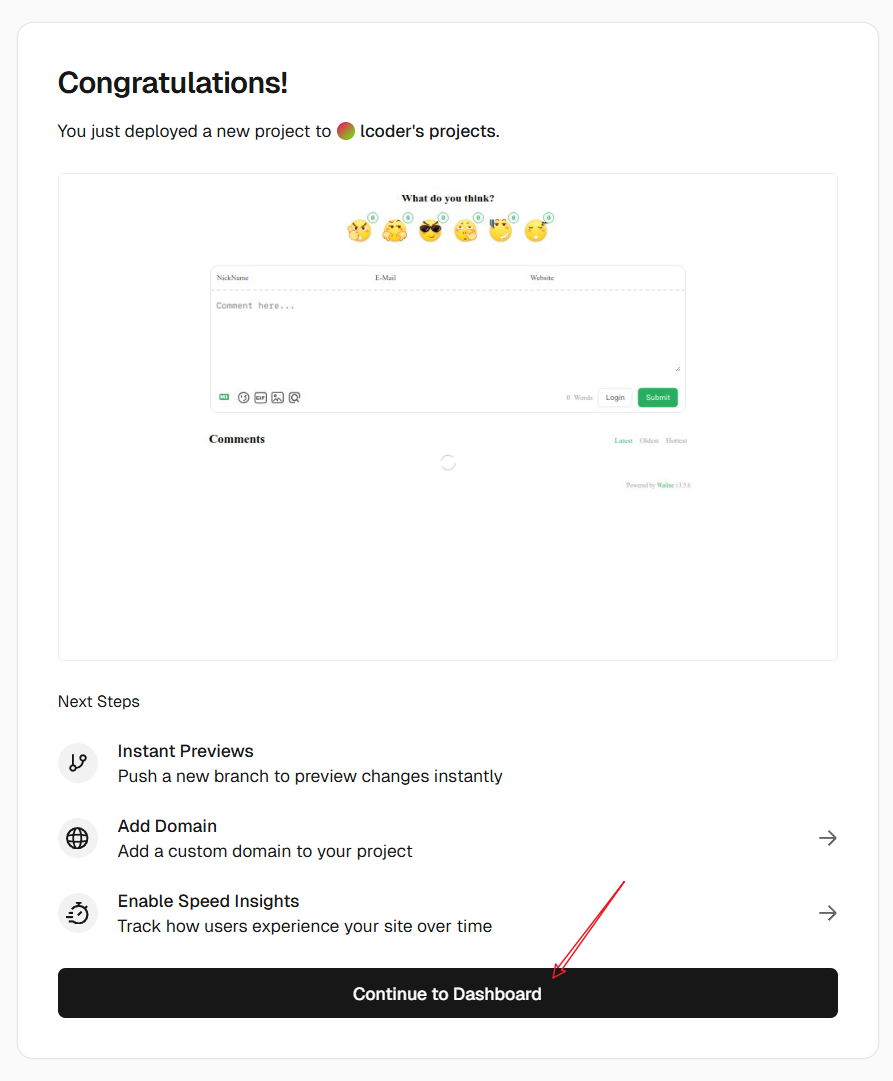 Congratulations!
You just deployed a new project to lcoder's projects.
What do you think?
0 0 0 0 0 0
NickName E-Mail Website
Comment here...
M↓ GIF 0 Words Login Submit
Comments Latest Oldest Hottest
Powered by Waline v3.5.6
Next Steps
Instant Previews
Push a new branch to preview changes instantly
Add Domain
Add a custom domain to your project
Enable Speed Insights
Track how users experience your site over time
Continue to Dashboard